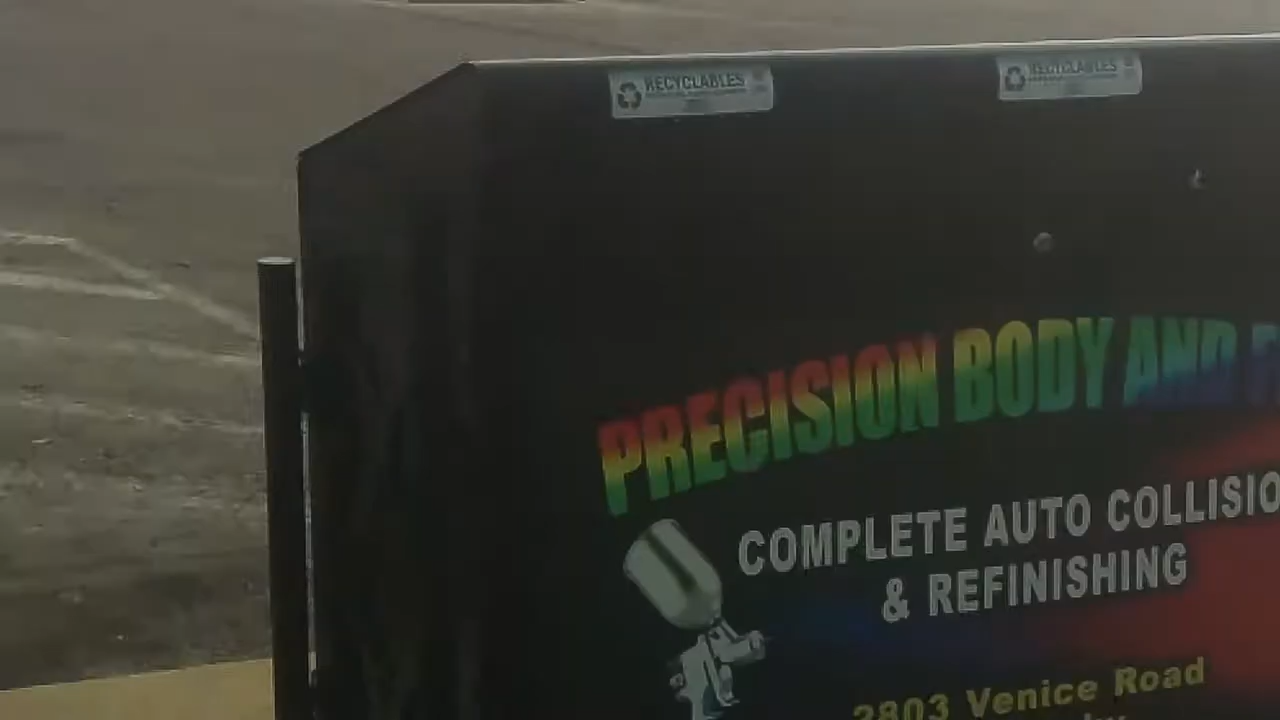 RECYCLABLES
RECYCLABLES
PRECISION BODY AND
COMPLETE AUTO COLLISIO
& REFINISHING
2803 Venice Road